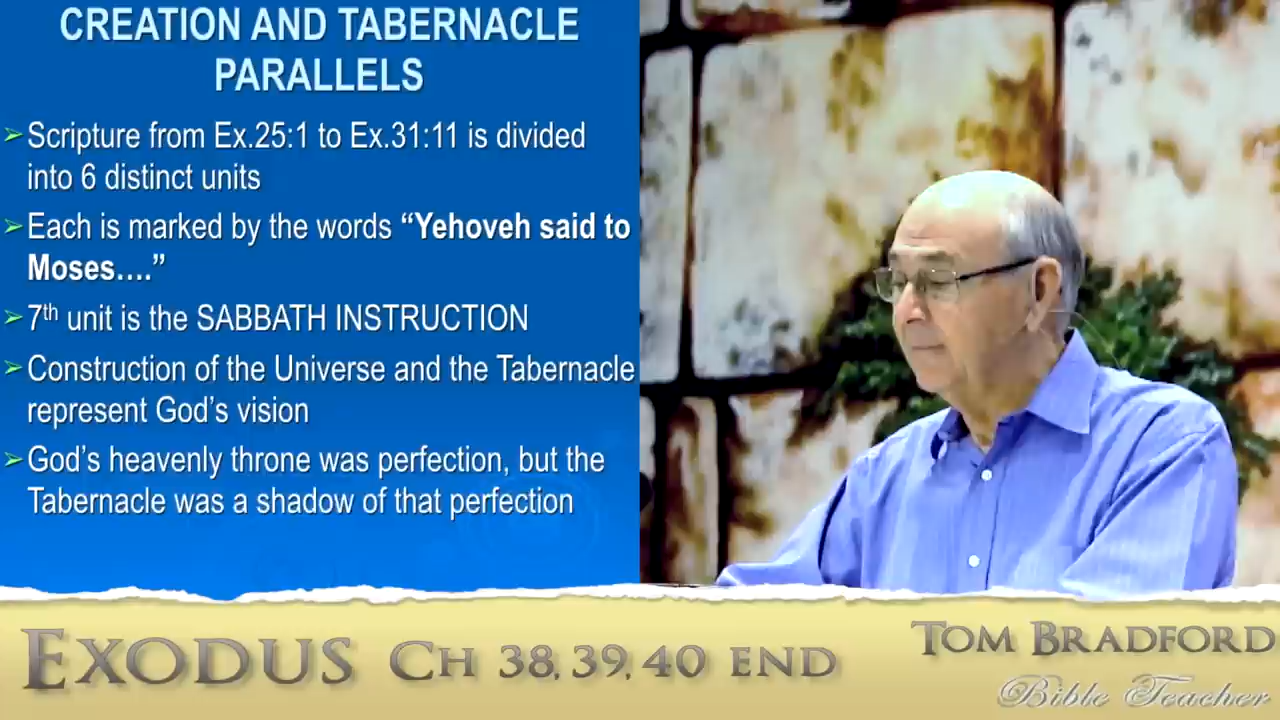 CREATION AND TABERNACLE
PARALLELS
➢Scripture from Ex.25:1 to Ex.31:11 is divided
into 6 distinct units
➢Each is marked by the words “Yehoveh said to
Moses....”
➢7th unit is the SABBATH INSTRUCTION
➢Construction of the Universe and the Tabernacle
represent God’s vision
➢God’s heavenly throne was perfection, but the
Tabernacle was a shadow of that perfection
EXODUS CH 38, 39, 40 END
TOM BRADFORD
Bible Teacher